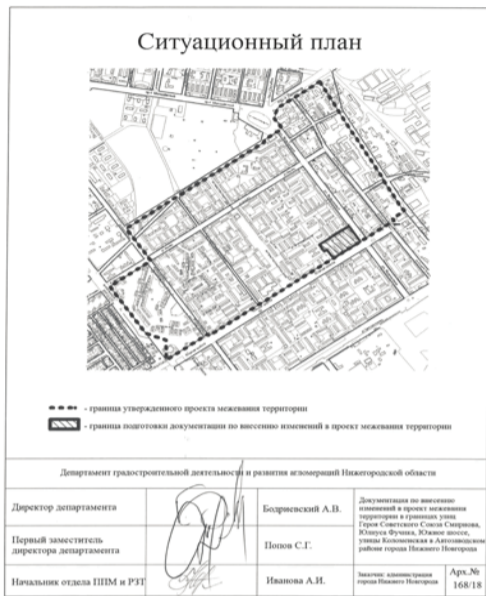 Ситуационный план
- граница утвержденного проекта межевания территории
- граница подготовки документации по внесению изменений в проект межевания территории
Департамент градостроительной деятельности и развития агломераций Нижегородской области
Директор департамента
Бодриевский А.В.
Первый заместитель
директора департамента
Попов С.Г.
Начальник отдела ППМ и РЗТ
Иванова А.И.
Документация по внесению
изменений в проект межевания
территории в границах улиц
Героя Советского Союза Смирнова,
Юлиуса Фучика, Южное шоссе,
улицы Коломенская в Автозаводском
районе города Нижнего Новгорода
Заказчик: администрация
города Нижнего Новгорода
Арх.№
168/18